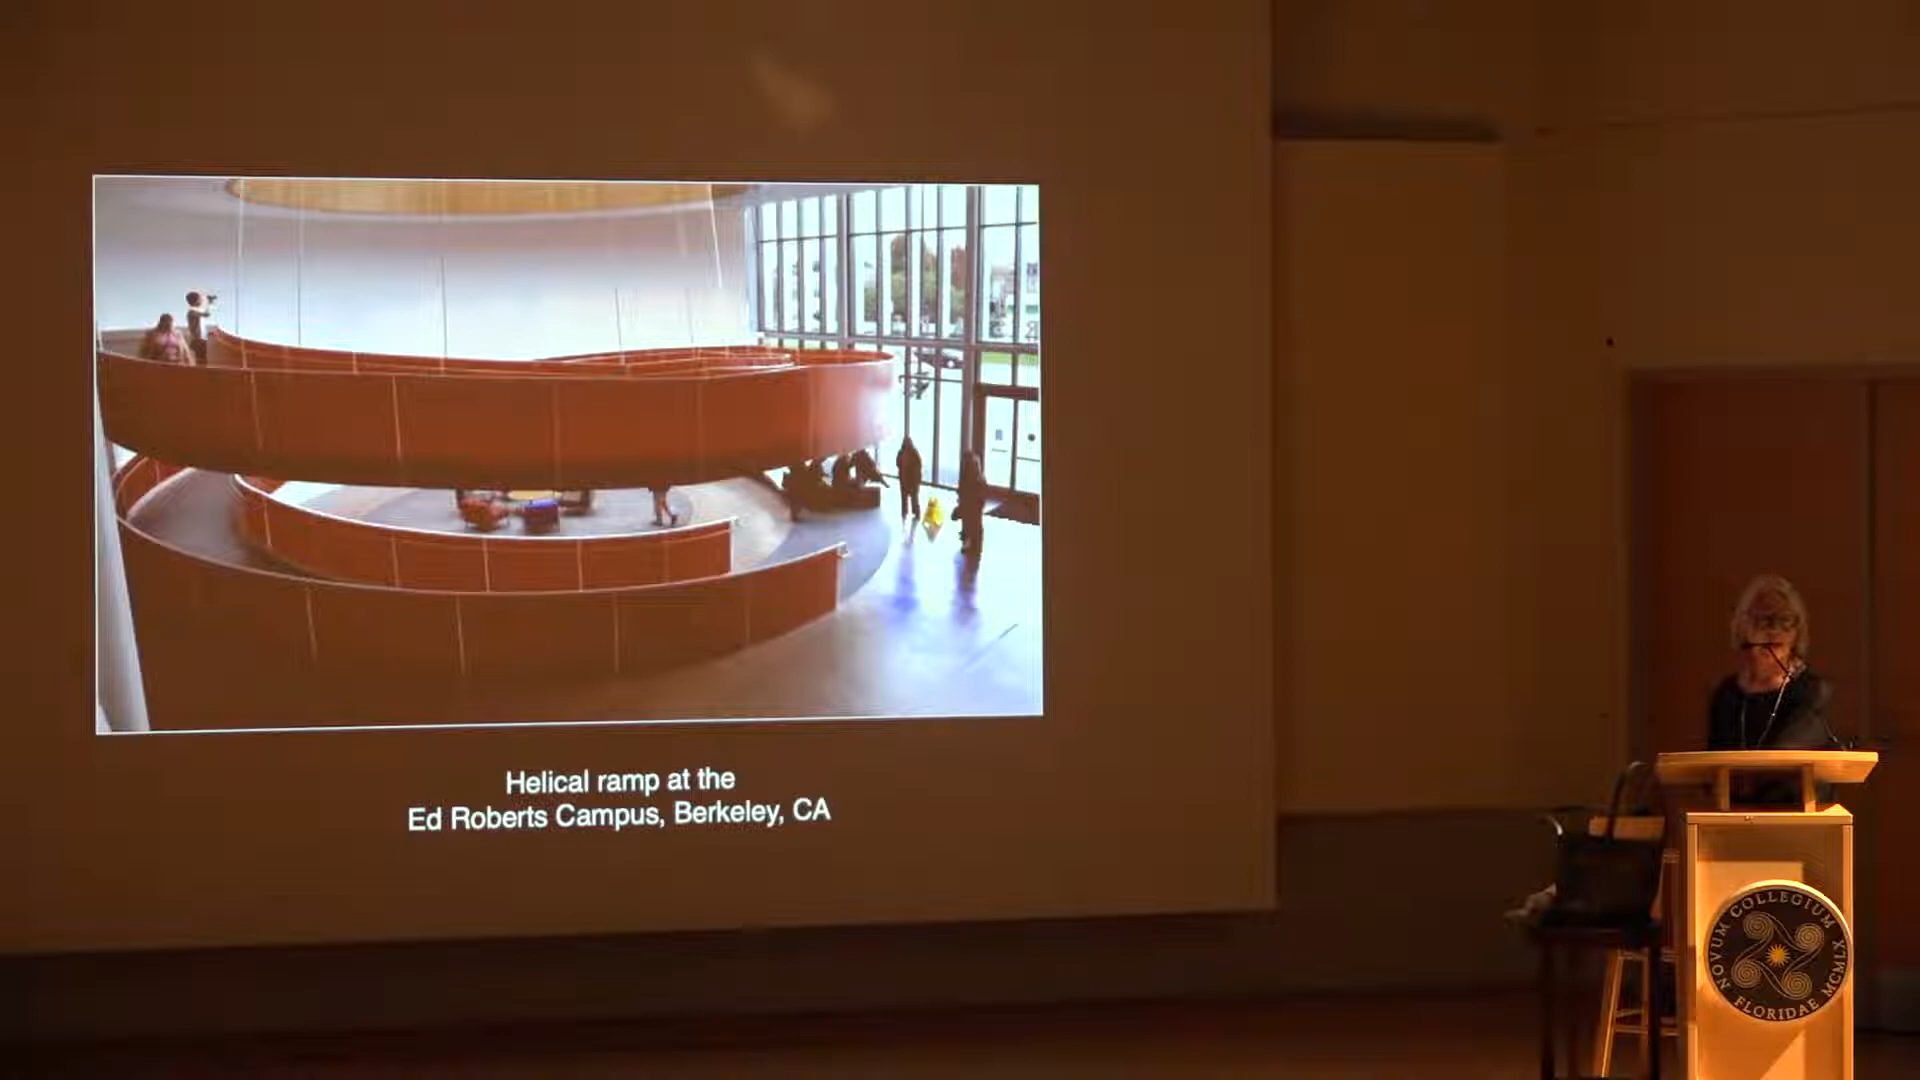 Helical ramp at the
Ed Roberts Campus, Berkeley, CA
NOVUM COLLEGIUM MCMLX
FLORIDAE